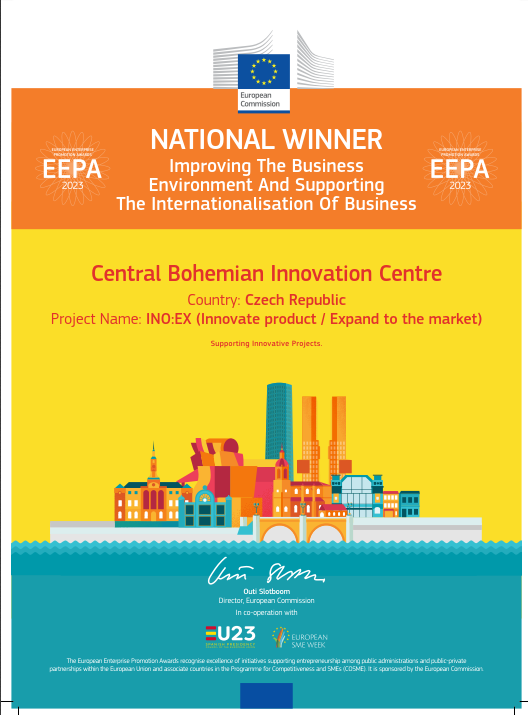 European
Commission
NATIONAL WINNER
Improving The Business
Environment And Supporting
The Internationalisation Of Business
EUROPEAN ENTERPRISE
PROMOTION AWARDS
EEPA
2023
EUROPEAN ENTERPRISE
PROMOTION AWARDS
EEPA
2023
Central Bohemian Innovation Centre
Country: Czech Republic
Project Name: INO:EX (Innovate product / Expand to the market)
Supporting Innovative Projects.
Outi Slotboom
Director, European Commission
In co-operation with
EU23
EUROPEAN
SME WEEK
The European Enterprise Promotion Awards recognise excellence of initiatives supporting entrepreneurship among public administrations and public-private
partnerships within the European Union and associate countries in the Programme for Competitiveness and SMEs (COSME). It is sponsored by the European Commission.